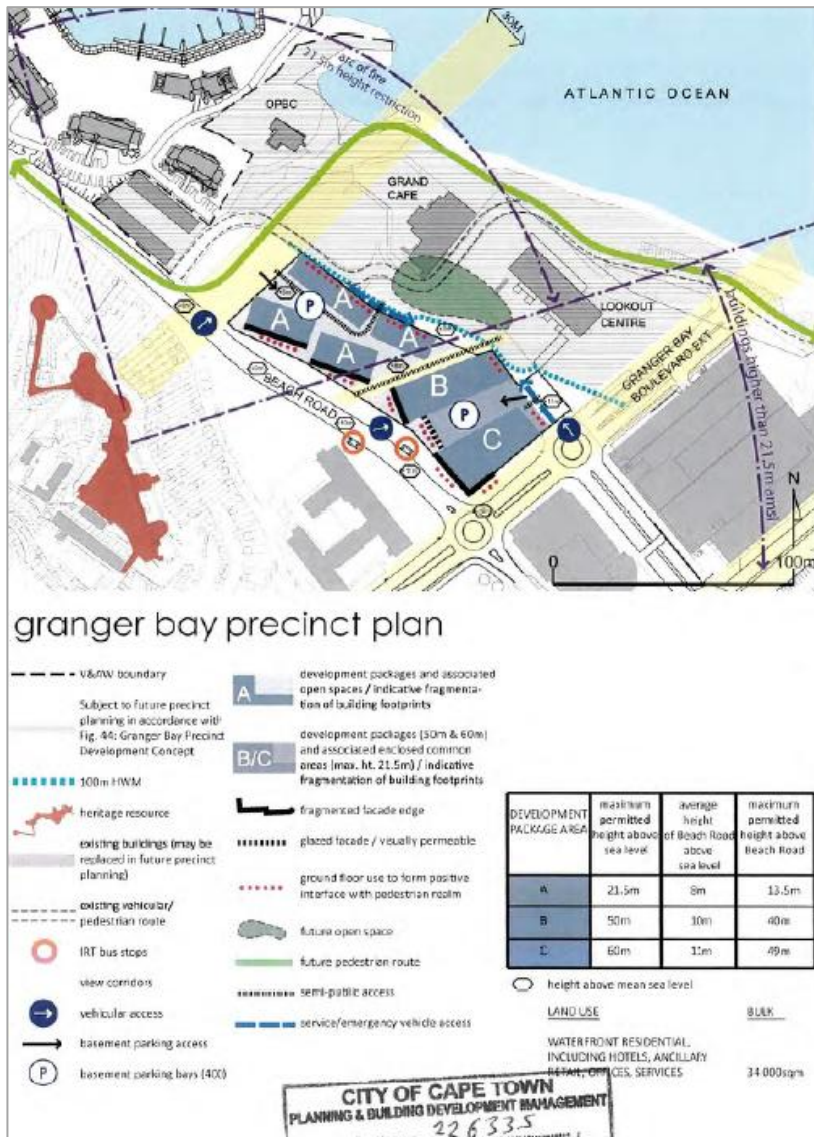 30M
arc of fire
21.5m height restriction
ATLANTIC OCEAN
OPBC
GRAND
CAFE
LOOKOUT
CENTRE
GRANGER BAY
BOULEVARD EXT
buildings higher than 21.5m amsl
A
A
A
A
P
B
P
C
BEACH ROAD
N
0
100m
granger bay precinct plan
V&AW boundary
Subject to future precinct
planning in accordance with
Fig. 44: Granger Bay Precinct
Development Concept
100m HWM
heritage resource
existing buildings (may be
replaced in future precinct
planning)
existing vehicular/
pedestrian route
IRT bus stops
view corridors
vehicular access
basement parking access
P
basement parking bays (400)
A
development packages and associated
open spaces / indicative fragmenta-
tion of building footprints
B/C
development packages (50m & 60m)
and associated enclosed common
areas (max. ht. 21.5m) / indicative
fragmentation of building footprints
fragmented facade edge
glazed facade / visually permeable
ground floor use to form positive
interface with pedestrian realm
future open space
future pedestrian route
semi-public access
service/emergency vehicle access
DEVELOPMENT PACKAGE AREA
maximum permitted height above sea level
average height of Beach Road above sea level
maximum permitted height above Beach Road
A 21.5m 8m 13.5m
B 50m 10m 40m
C 60m 11m 49m
height above mean sea level
LAND USE BULK
WATERFRONT RESIDENTIAL,
INCLUDING HOTELS, ANCILLARY
RETAIL, OFFICES, SERVICES 34 000sqm
CITY OF CAPE TOWN
PLANNING & BUILDING DEVELOPMENT MANAGEMENT
226335